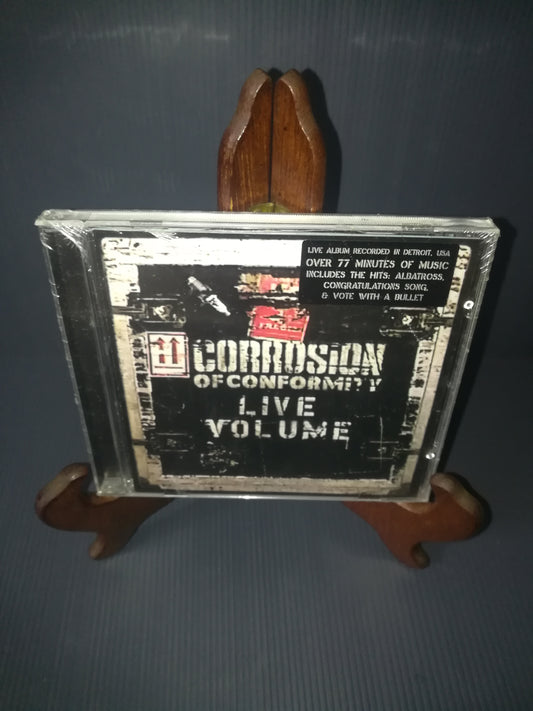 LIVE ALBUM RECORDED IN DETROIT, USA
OVER 77 MINUTES OF MUSIC
INCLUDES THE HITS: ALBATROSS,
CONGRATULATIONS SONG,
& VOTE WITH A BULLET
CORROSION
OF CONFORMITY
LIVE
VOLUME